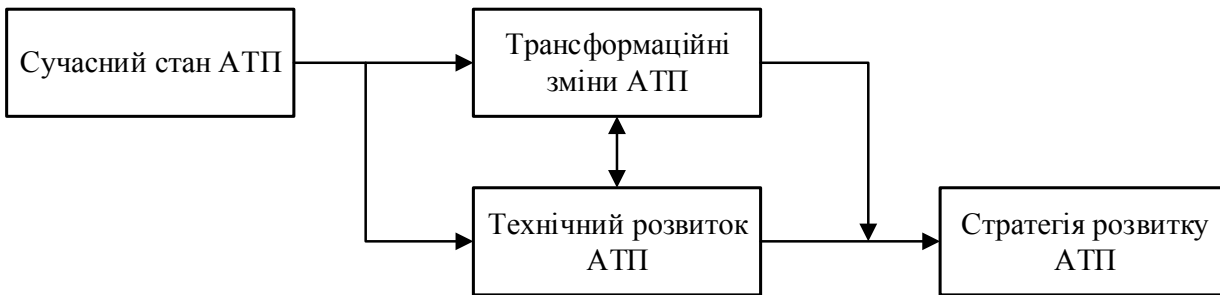 Сучасний стан АТП
Трансформаційні
зміни АТП
Технічний розвиток
АТП
Стратегія розвитку
АТП